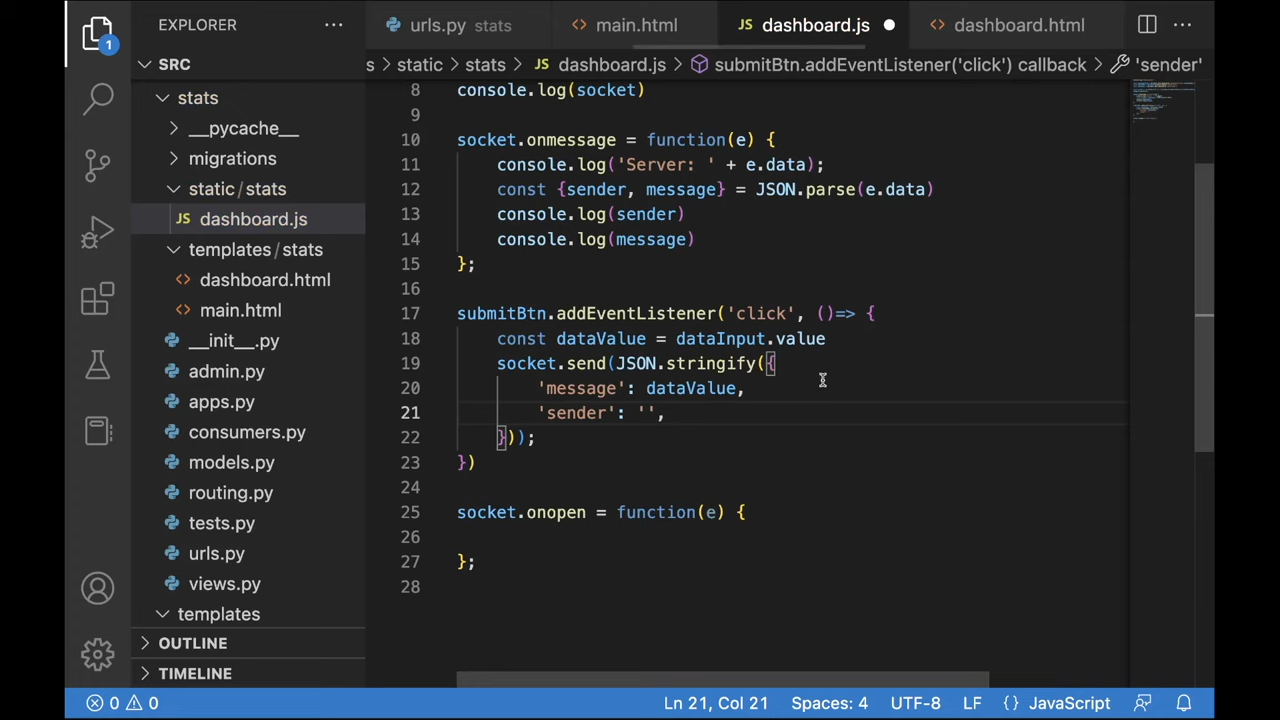 EXPLORER
urls.py stats
main.html
JS dashboard.js
dashboard.html
1
SRC
s > static > stats > JS dashboard.js > submitBtn.addEventListener('click') callback > 'sender'
stats
__pycache__
migrations
static / stats
JS dashboard.js
templates / stats
dashboard.html
main.html
__init__.py
admin.py
apps.py
consumers.py
models.py
routing.py
tests.py
urls.py
views.py
templates
OUTLINE
TIMELINE
8 console.log(socket)
9
10 socket.onmessage = function(e) {
11 console.log('Server: ' + e.data);
12 const {sender, message} = JSON.parse(e.data)
13 console.log(sender)
14 console.log(message)
15 };
16
17 submitBtn.addEventListener('click', ()=> {
18 const dataValue = dataInput.value
19 socket.send(JSON.stringify({
20 'message': dataValue,
21 'sender': '',
22 }));
23 })
24
25 socket.onopen = function(e) {
26
27 };
28
0 0 Ln 21, Col 21 Spaces: 4 UTF-8 LF {} JavaScript